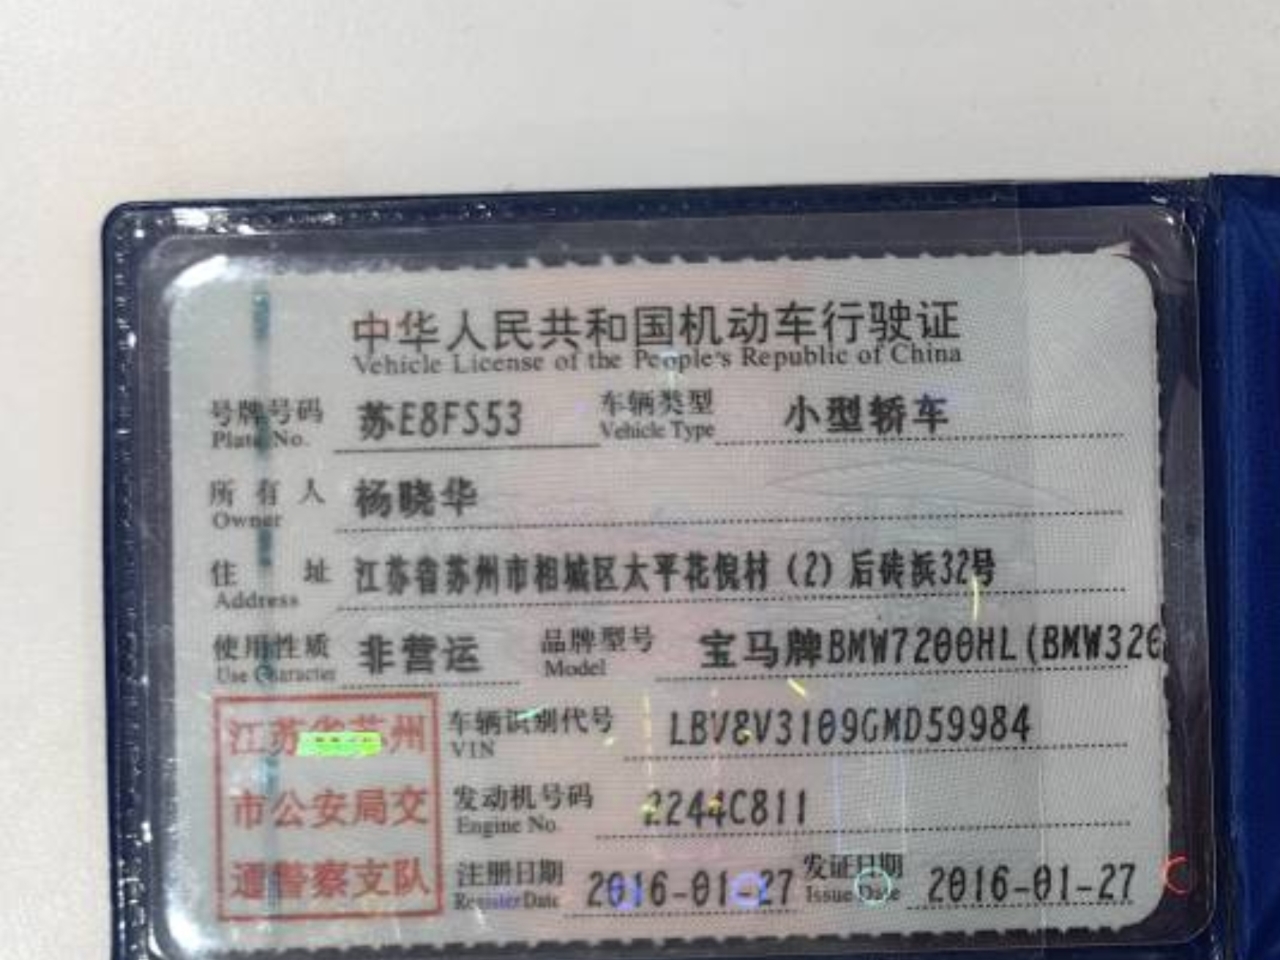 中华人民共和国机动车行驶证
Vehicle License of the People's Republic of China
号牌号码 苏E8FS53 车辆类型 小型轿车
Plate No. Vehicle Type
所有人 杨晓华
Owner
住址 江苏省苏州市相城区太平花倪村（2）后砖浜32号
Address
使用性质 非营运 品牌型号 宝马牌BMW7200HL(BMW320
Use Character Model
江苏省苏州 车辆识别代号 LBV8V3109GMD59984
VIN
市公安局交 发动机号码 2244C811
Engine No.
通警察支队 注册日期 2016-01-27 发证日期 2016-01-27
Register Date Issue Date